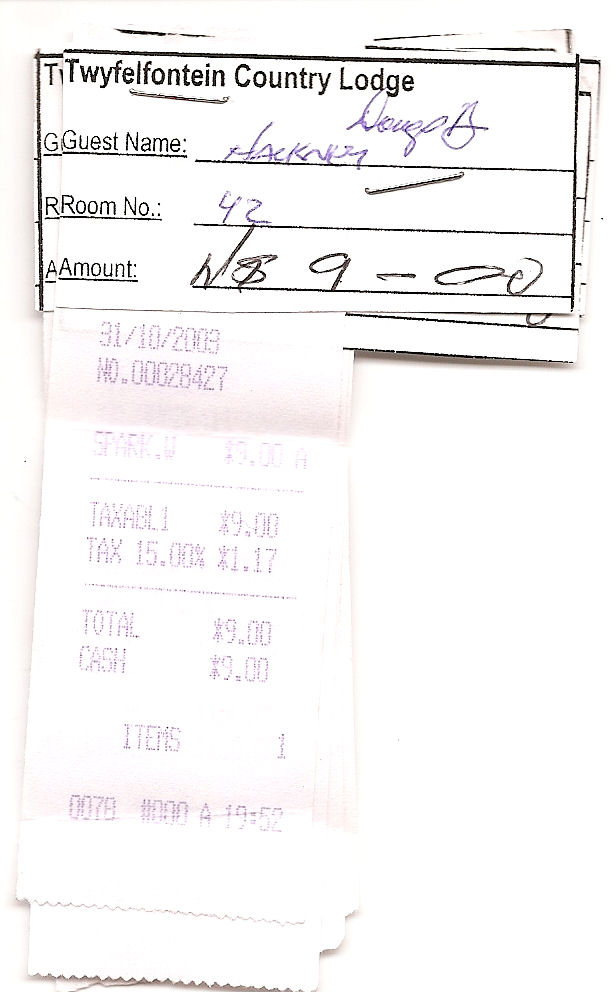 Twyfelfontein Country Lodge
Guest Name: Hackney
Room No.: 42
Amount: N$ 9 - 00
31/10/2003
NO.00028427
SPARK.W *9.00 A
TAXABL1 *9.00
TAX 15.00% *1.17
TOTAL *9.00
CASH *9.00
ITEMS 1
0078 #000 A 19:52